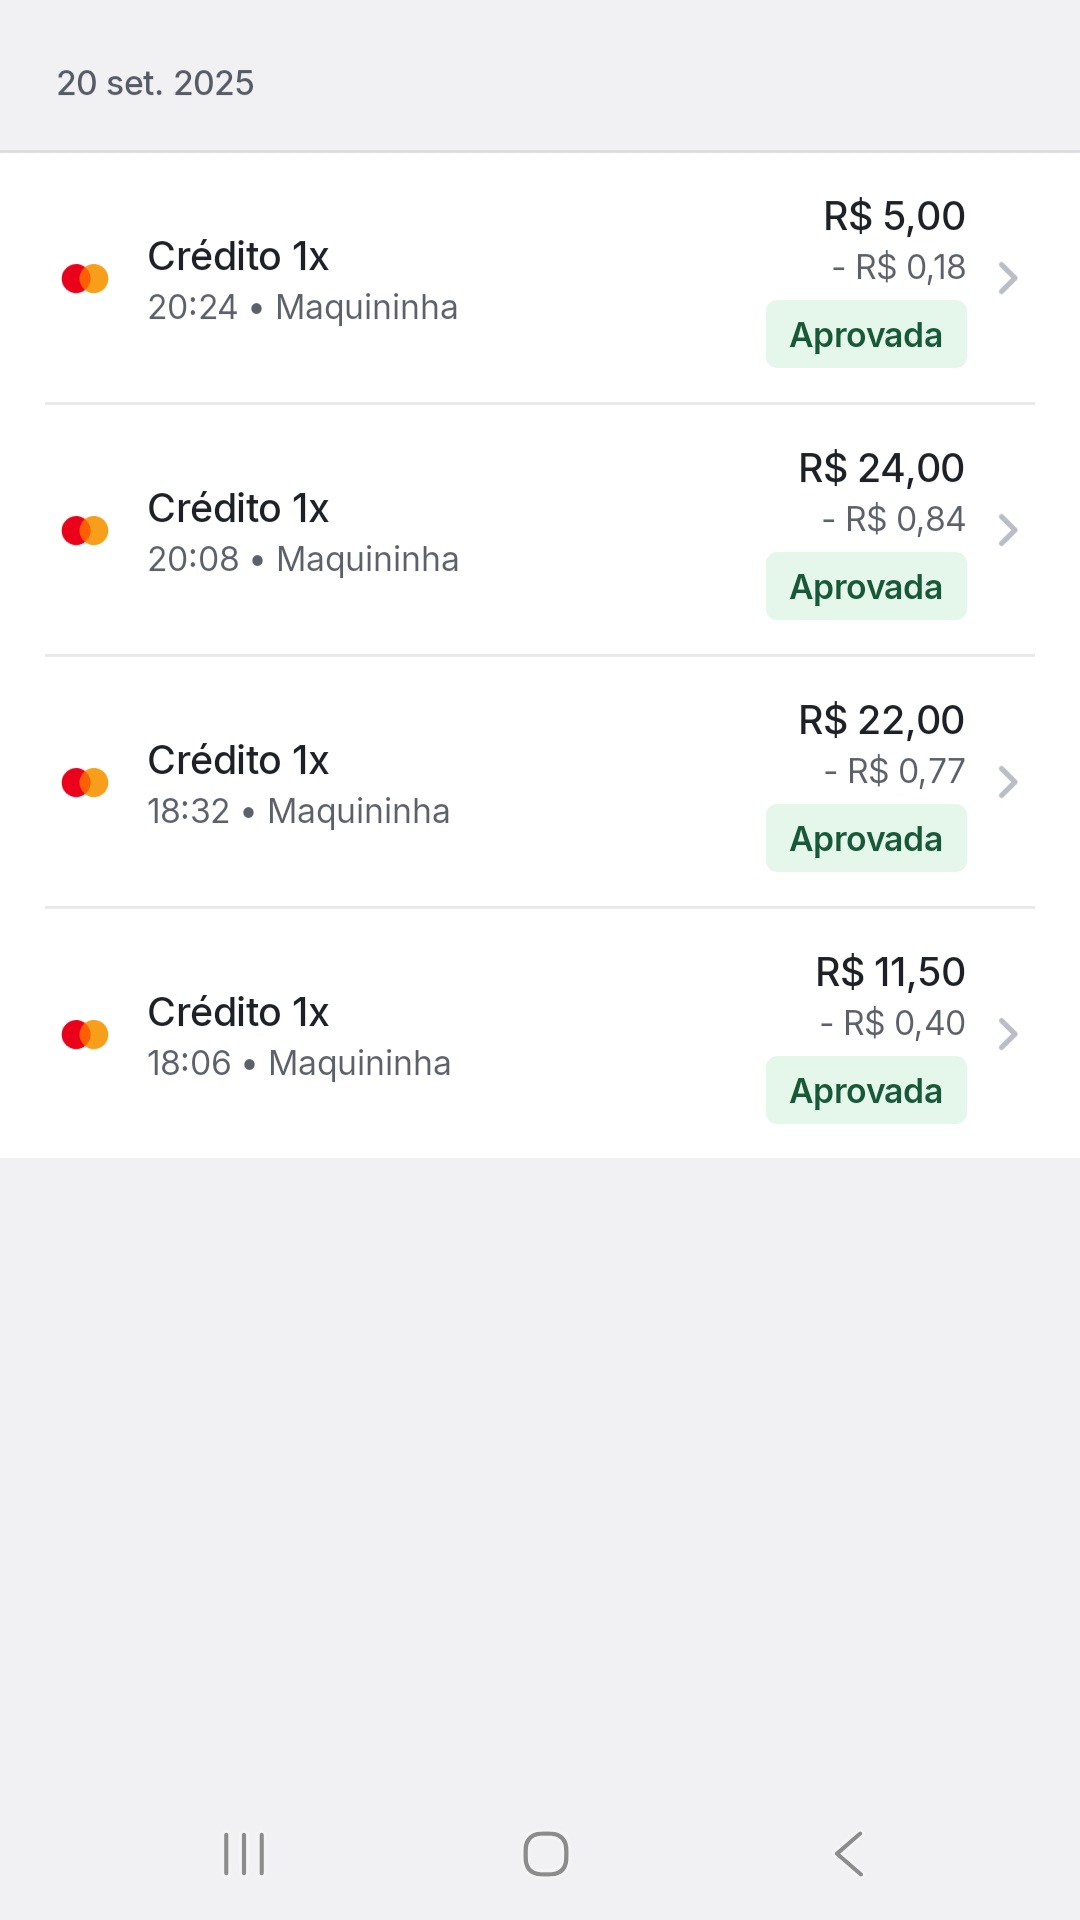 20 set. 2025
R$ 5,00
Crédito 1x
- R$ 0,18
20:24 • Maquininha
Aprovada
R$ 24,00
Crédito 1x
- R$ 0,84
20:08 • Maquininha
Aprovada
R$ 22,00
Crédito 1x
- R$ 0,77
18:32 • Maquininha
Aprovada
R$ 11,50
Crédito 1x
- R$ 0,40
18:06 • Maquininha
Aprovada